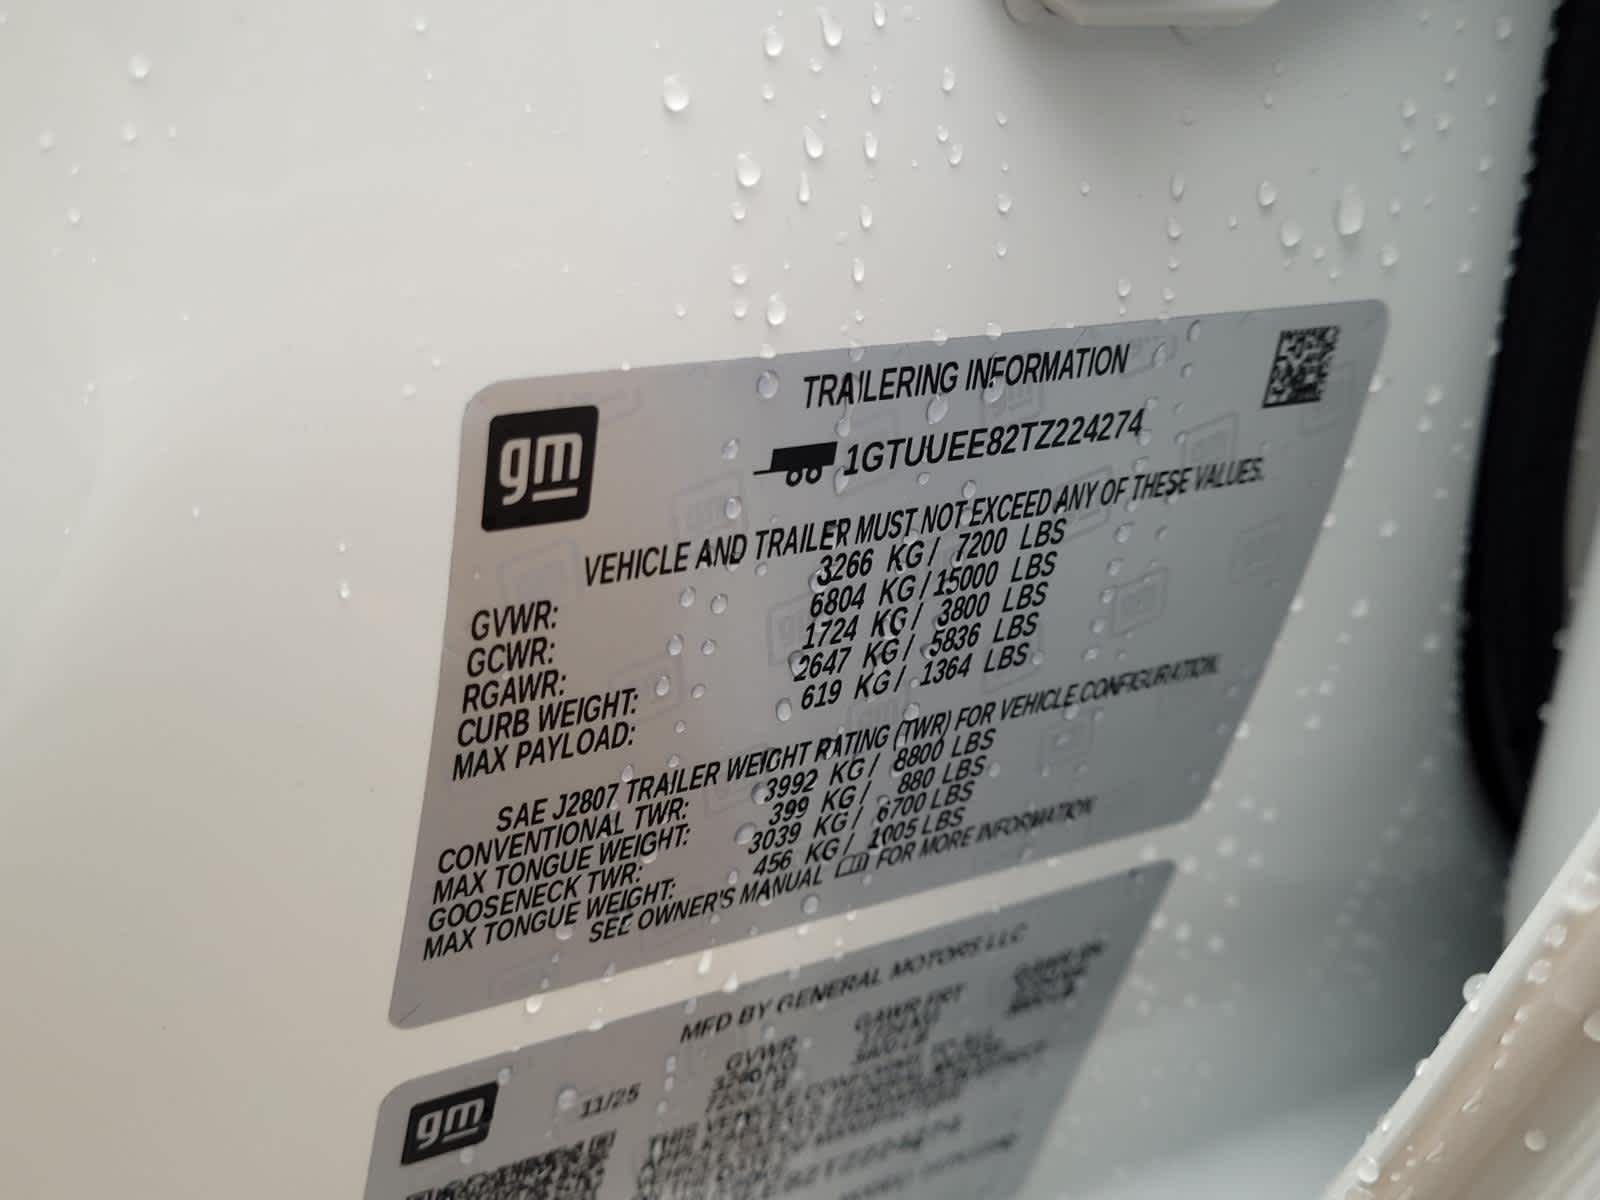 gm
TRAILERING INFORMATION
1GTUUEE82TZ224274
VEHICLE AND TRAILER MUST NOT EXCEED ANY OF THESE VALUES.
GVWR: 3266 KG/ 7200 LBS
GCWR: 6804 KG/15000 LBS
RGAWR: 1724 KG/ 3800 LBS
CURB WEIGHT: 2647 KG/ 5836 LBS
MAX PAYLOAD: 619 KG/ 1364 LBS
SAE J2807 TRAILER WEIGHT RATING (TWR) FOR VEHICLE CONFIGURATION.
CONVENTIONAL TWR: 3992 KG/ 8800 LBS
MAX TONGUE WEIGHT: 399 KG/ 880 LBS
GOOSENECK TWR: 3039 KG/ 6700 LBS
MAX TONGUE WEIGHT: 456 KG/ 1005 LBS
SEE OWNER'S MANUAL FOR MORE INFORMATION
gm
MFD BY GENERAL MOTORS LLC
11/25
GVWR
GAWR FRT
7200 LB